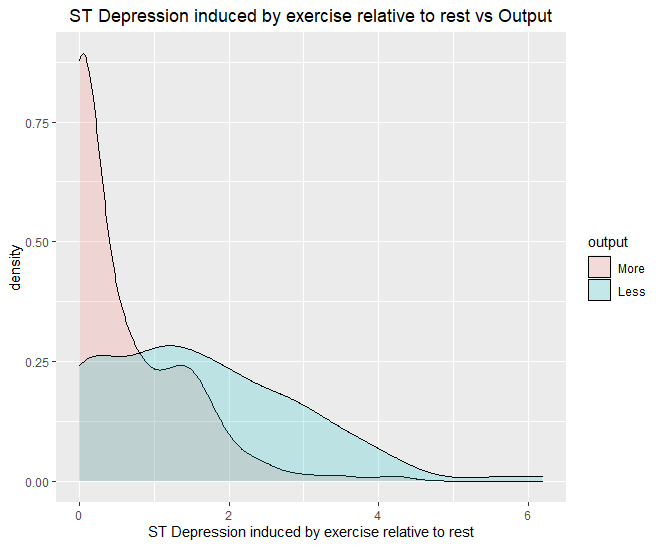 ST Depression induced by exercise relative to rest vs Output
density
0.75
0.50
0.25
0.00
0
2
4
6
ST Depression induced by exercise relative to rest
output
More
Less